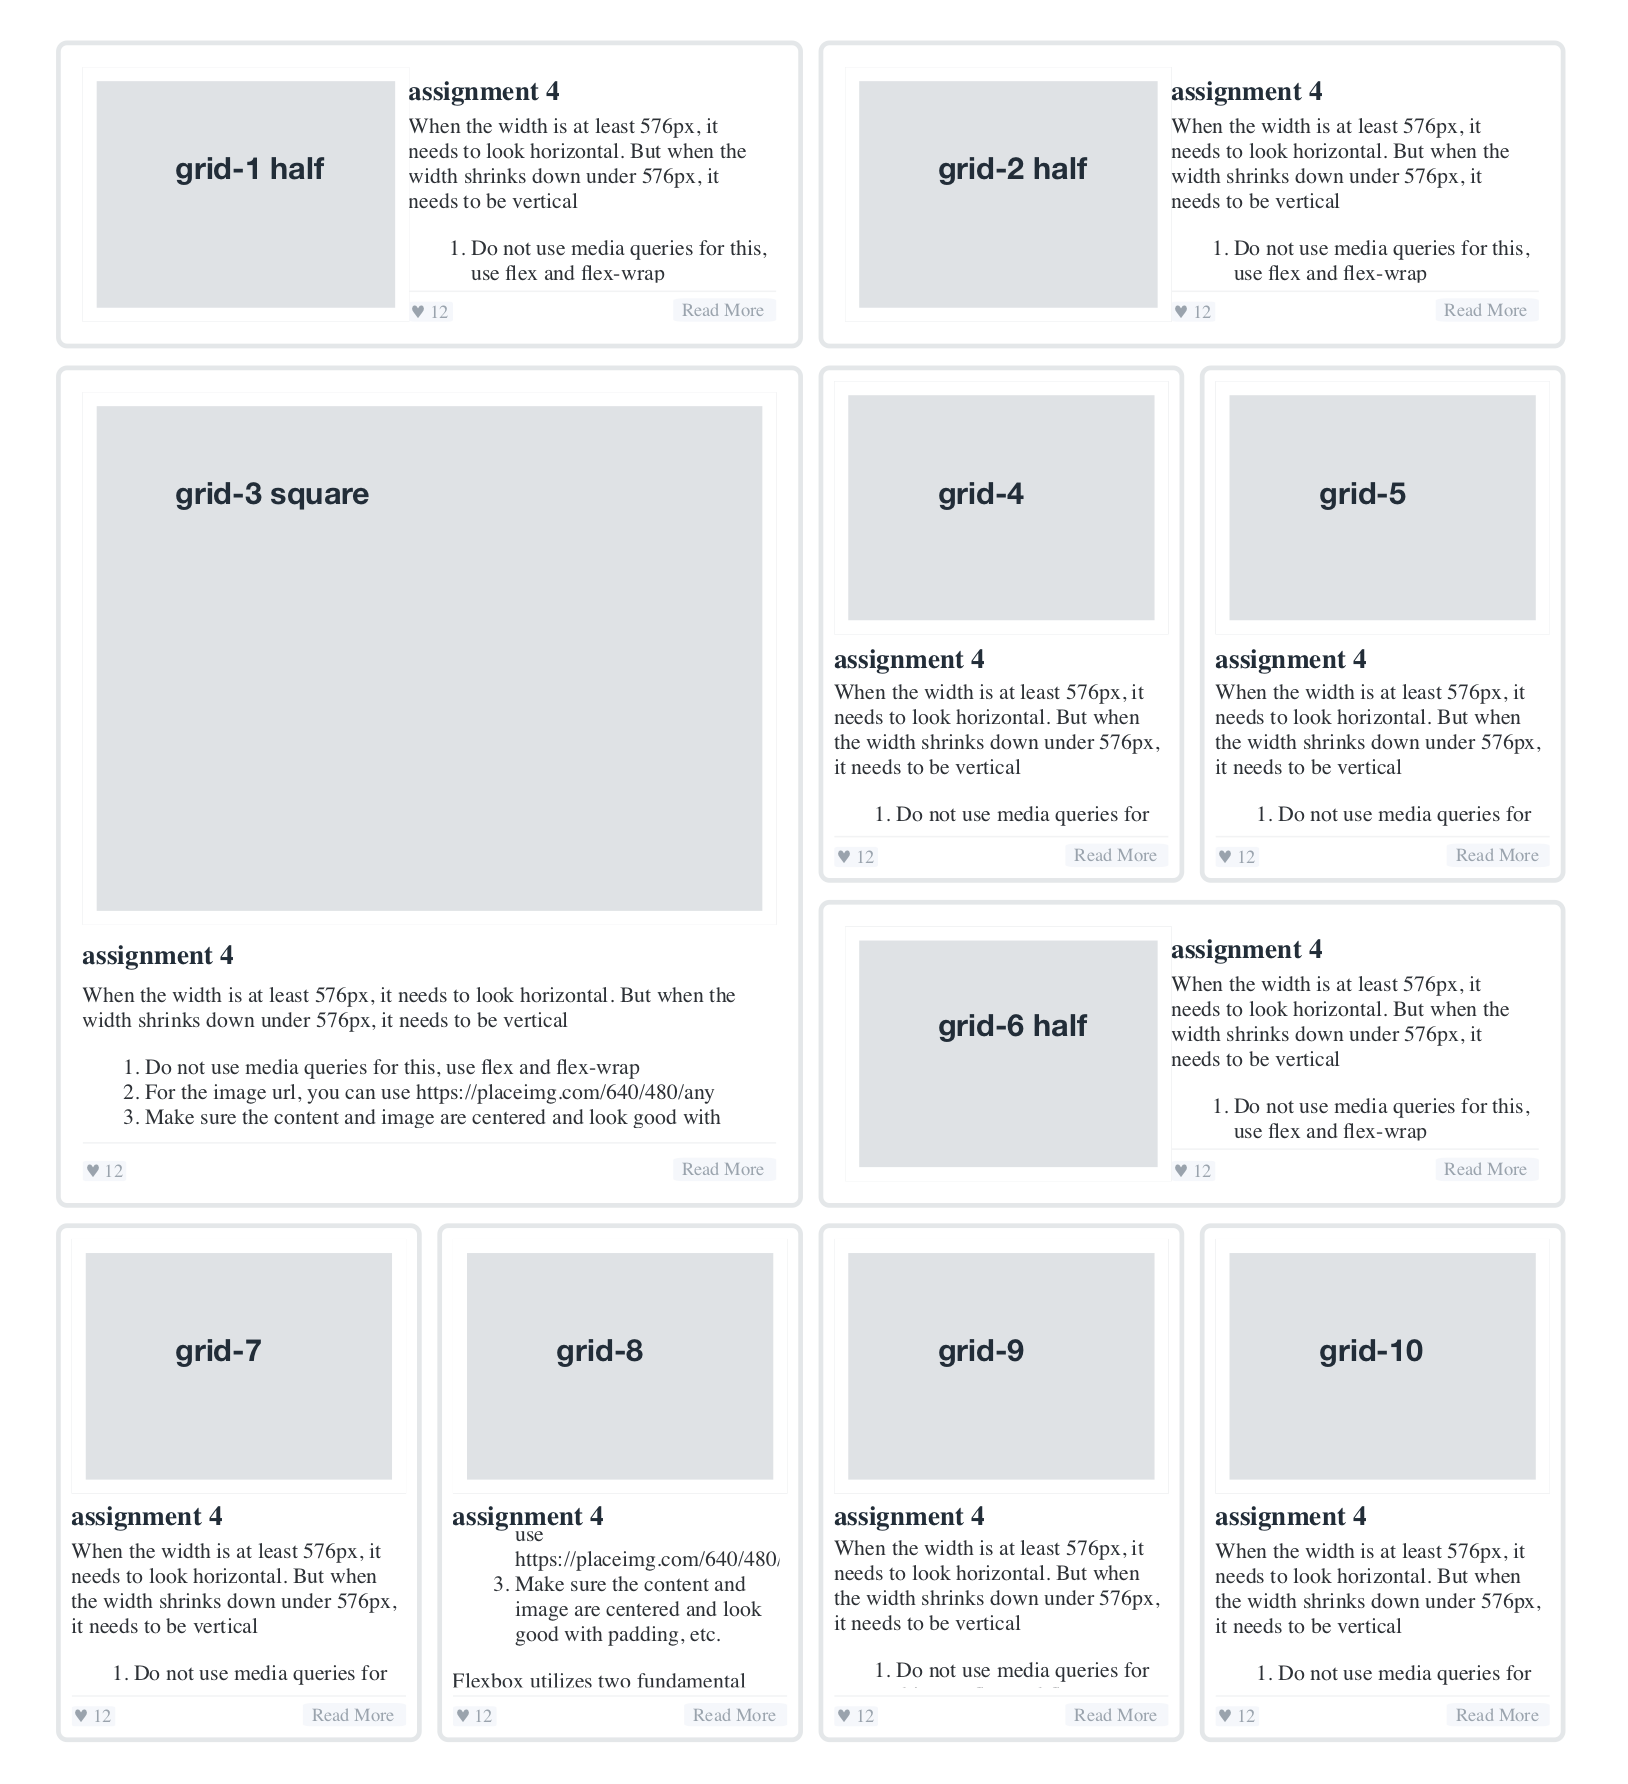 grid-1 half
assignment 4
When the width is at least 576px, it
needs to look horizontal. But when the
width shrinks down under 576px, it
needs to be vertical
1. Do not use media queries for this,
use flex and flex-wrap
♥ 12
Read More
grid-2 half
assignment 4
When the width is at least 576px, it
needs to look horizontal. But when the
width shrinks down under 576px, it
needs to be vertical
1. Do not use media queries for this,
use flex and flex-wrap
♥ 12
Read More
grid-3 square
assignment 4
When the width is at least 576px, it needs to look horizontal. But when the
width shrinks down under 576px, it needs to be vertical
1. Do not use media queries for this, use flex and flex-wrap
2. For the image url, you can use https://placeimg.com/640/480/any
3. Make sure the content and image are centered and look good with
♥ 12
Read More
grid-4
assignment 4
When the width is at least 576px, it
needs to look horizontal. But when
the width shrinks down under 576px,
it needs to be vertical
1. Do not use media queries for
♥ 12
Read More
grid-5
assignment 4
When the width is at least 576px, it
needs to look horizontal. But when
the width shrinks down under 576px,
it needs to be vertical
1. Do not use media queries for
♥ 12
Read More
grid-6 half
assignment 4
When the width is at least 576px, it
needs to look horizontal. But when the
width shrinks down under 576px, it
needs to be vertical
1. Do not use media queries for this,
use flex and flex-wrap
♥ 12
Read More
grid-7
assignment 4
When the width is at least 576px, it
needs to look horizontal. But when
the width shrinks down under 576px,
it needs to be vertical
1. Do not use media queries for
♥ 12
Read More
grid-8
assignment 4
use
https://placeimg.com/640/480/
3. Make sure the content and
image are centered and look
good with padding, etc.
Flexbox utilizes two fundamental
♥ 12
Read More
grid-9
assignment 4
When the width is at least 576px, it
needs to look horizontal. But when
the width shrinks down under 576px,
it needs to be vertical
1. Do not use media queries for
♥ 12
Read More
grid-10
assignment 4
When the width is at least 576px, it
needs to look horizontal. But when
the width shrinks down under 576px,
it needs to be vertical
1. Do not use media queries for
♥ 12
Read More